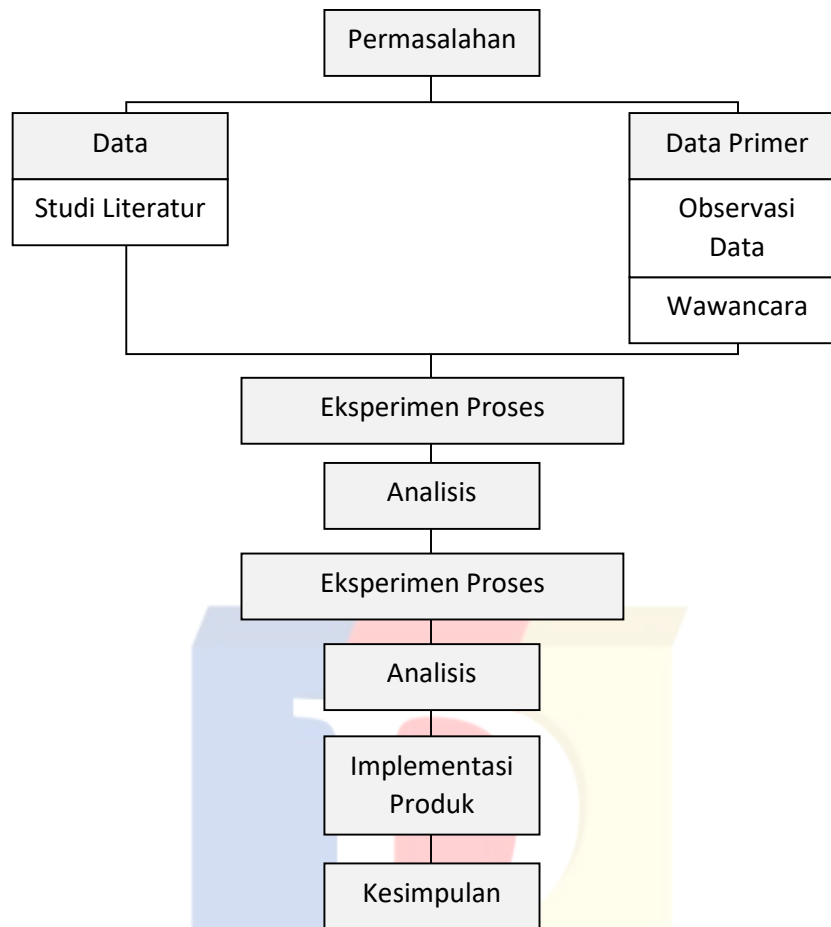 Permasalahan
Data
Studi Literatur
Data Primer
Observasi
Data
Wawancara
Eksperimen Proses
Analisis
Eksperimen Proses
Analisis
Implementasi
Produk
Kesimpulan